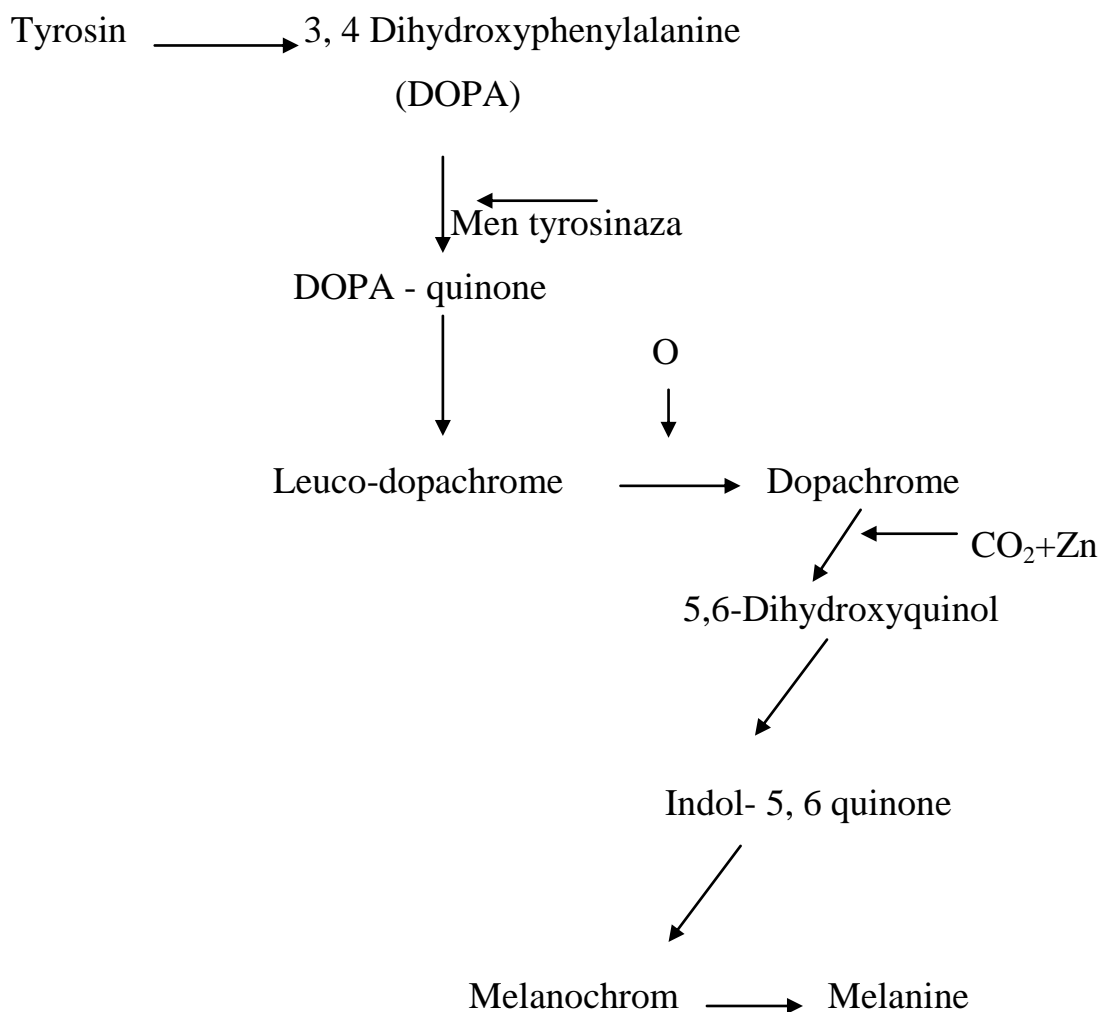 Tyrosin 3, 4 Dihydroxyphenylalanine
(DOPA)
Men tyrosinaza
DOPA - quinone
O
Leuco-dopachrome Dopachrome
CO₂+Zn
5,6-Dihydroxyquinol
Indol- 5, 6 quinone
Melanochrom Melanine